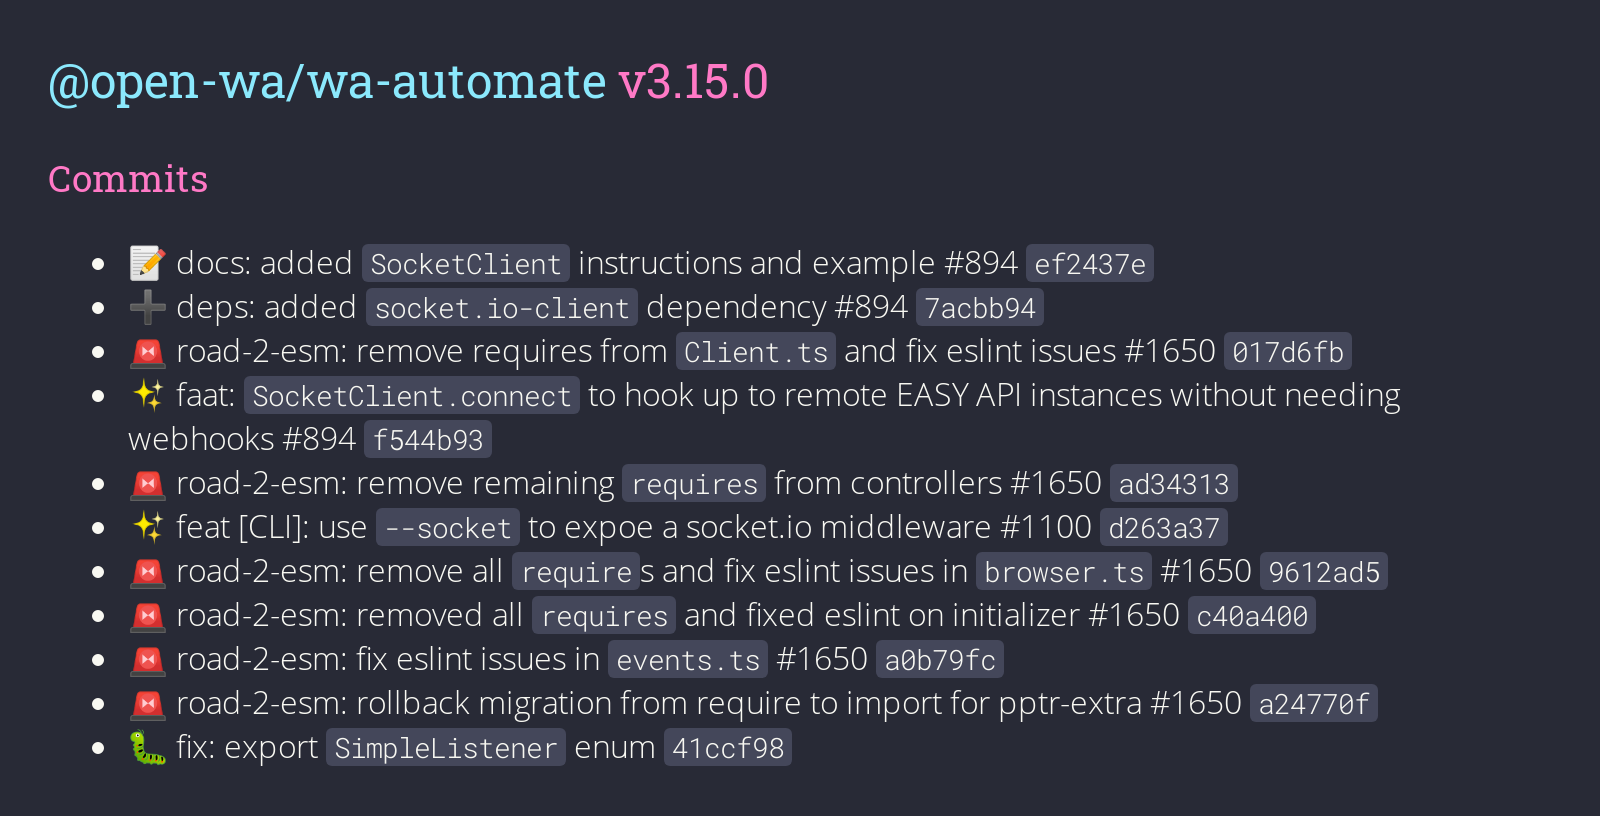 @open-wa/wa-automate v3.15.0
Commits
📝 docs: added SocketClient instructions and example #894 ef2437e
➕ deps: added socket.io-client dependency #894 7acbb94
🚨 road-2-esm: remove requires from Client.ts and fix eslint issues #1650 017d6fb
✨ faat: SocketClient.connect to hook up to remote EASY API instances without needing
webhooks #894 f544b93
🚨 road-2-esm: remove remaining requires from controllers #1650 ad34313
✨ feat [CLI]: use --socket to expoe a socket.io middleware #1100 d263a37
🚨 road-2-esm: remove all requires and fix eslint issues in browser.ts #1650 9612ad5
🚨 road-2-esm: removed all requires and fixed eslint on initializer #1650 c40a400
🚨 road-2-esm: fix eslint issues in events.ts #1650 a0b79fc
🚨 road-2-esm: rollback migration from require to import for pptr-extra #1650 a24770f
🐛 fix: export SimpleListener enum 41ccf98